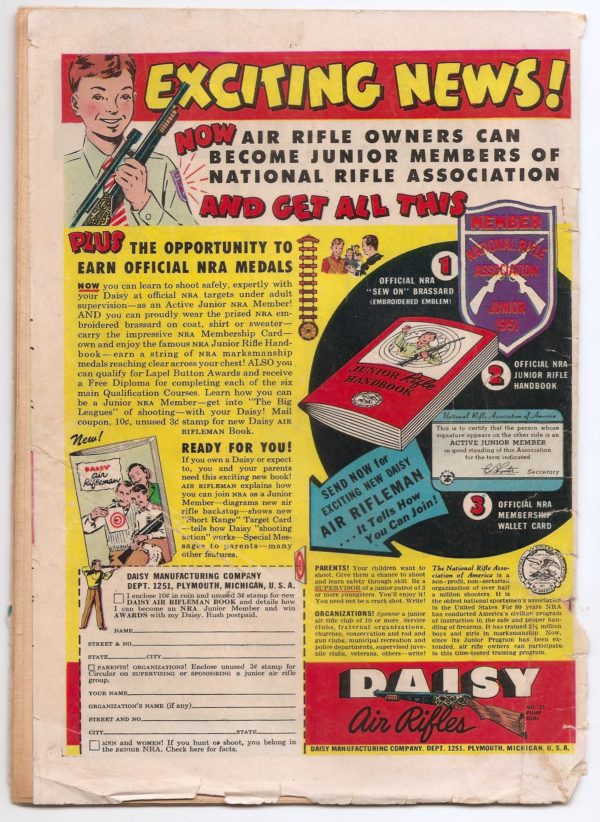 EXCITING NEWS!
NOW AIR RIFLE OWNERS CAN
BECOME JUNIOR MEMBERS OF
NATIONAL RIFLE ASSOCIATION
AND GET ALL THIS
PLUS THE OPPORTUNITY TO
EARN OFFICIAL NRA MEDALS
NOW you can learn to shoot safely, expertly with
your Daisy at official NRA targets under adult
supervision—as an Active Junior NRA Member!
AND you can proudly wear the prized NRA em-
broidered brassard on coat, shirt or sweater—
carry the impressive NRA Membership Card—
own and enjoy the famous NRA Junior Rifle Hand-
book—earn a string of NRA marksmand-
medals reaching clear across your chest! ALSO you
can qualify for Lapel Button Awards and receive
a Free Diploma for completing each of the six
main Qualification Courses. Learn how you can
be a Junior NRA Member—get into "The Big
Leagues" of shooting—with your Daisy! Mail
coupon, 10¢, unused 3¢ stamp for new Daisy AIR
RIFLEMAN Book.
MEMBER
NATIONAL RIFLE
ASSOCIATION
JUNIOR
1951
1
OFFICIAL NRA
"SEW ON" BRASSARD
(EMBROIDERED EMBLEM)
JUNIOR Rifle
HANDBOOK
2 OFFICIAL NRA
JUNIOR RIFLE
HANDBOOK
National Rifle Association of America
This is to certify that the person whose
signature appears on the other side is an
ACTIVE JUNIOR MEMBER
in good standing of this Association
for the term indicated
Secretary
3 OFFICIAL NRA
MEMBERSHIP
WALLET CARD
SEND NOW for
EXCITING NEW DAISY
AIR RIFLEMAN
... It Tells How
You Can Join!
New!
DAISY
air
Rifleman
READY FOR YOU!
If you own a Daisy or expect
to, you and your parents
need this exciting new book!
AIR RIFLEMAN explains how
you can join NRA as a Junior
Member—diagrams new air
rifle backstop—shows new
"Short Range" Target Card
—tells how Daisy "shooting
action" works—Special Mes-
sages to parents—many
other features.
PARENTS! Your children want to
shoot. Give them a chance to shoot
and learn safety through skill. Be a
SUPERVISOR of a junior patrol of 2
or more youngsters. You'll enjoy it!
You need not be a crack shot. Write!
ORGANIZATIONS! Sponsor a junior
air rifle club of 10 or more. Service
clubs, fraternal organizations,
churches, conservation and rod and
gun clubs, municipal recreation and
police departments, supervised juve-
nile clubs, veterans, others—write!
The National Rifle Asso-
ciation of America is a
non-profit, non-sectarian
organization of over half
a million shooters. It is
the oldest national sportsmen's association
in the United States. For 80 years NRA
has conducted America's civilian program
of instruction in the safe and proper hand-
ling of firearms. It has trained 2½ million
boys and girls in marksmanship. Now,
since its Junior Program has been ex-
tended, air rifle owners can participate
in this time-tested training program.
DAISY MANUFACTURING COMPANY
DEPT. 1251, PLYMOUTH, MICHIGAN, U. S. A.
I enclose 10¢ in coin and unused 3¢ stamp for new
DAISY AIR RIFLEMAN BOOK and details how
I can become an NRA Junior Member and win
AWARDS with my Daisy. Rush postpaid.
NAME
STREET & NO.
STATE CITY
PARENTS! ORGANIZATIONS! Enclose unused 3¢ stamp for
Circular on SUPERVISING or SPONSORING a junior air rifle
group.
YOUR NAME
ORGANIZATION'S NAME (if any)
STREET AND NO.
CITY STATE
MEN and WOMEN! If you hunt or shoot, you belong in
the SENIOR NRA. Check here for facts.
DAISY
Air Rifles
NO. 25
PUMP
GUN
DAISY MANUFACTURING COMPANY, DEPT. 1251, PLYMOUTH, MICHIGAN, U. S. A.